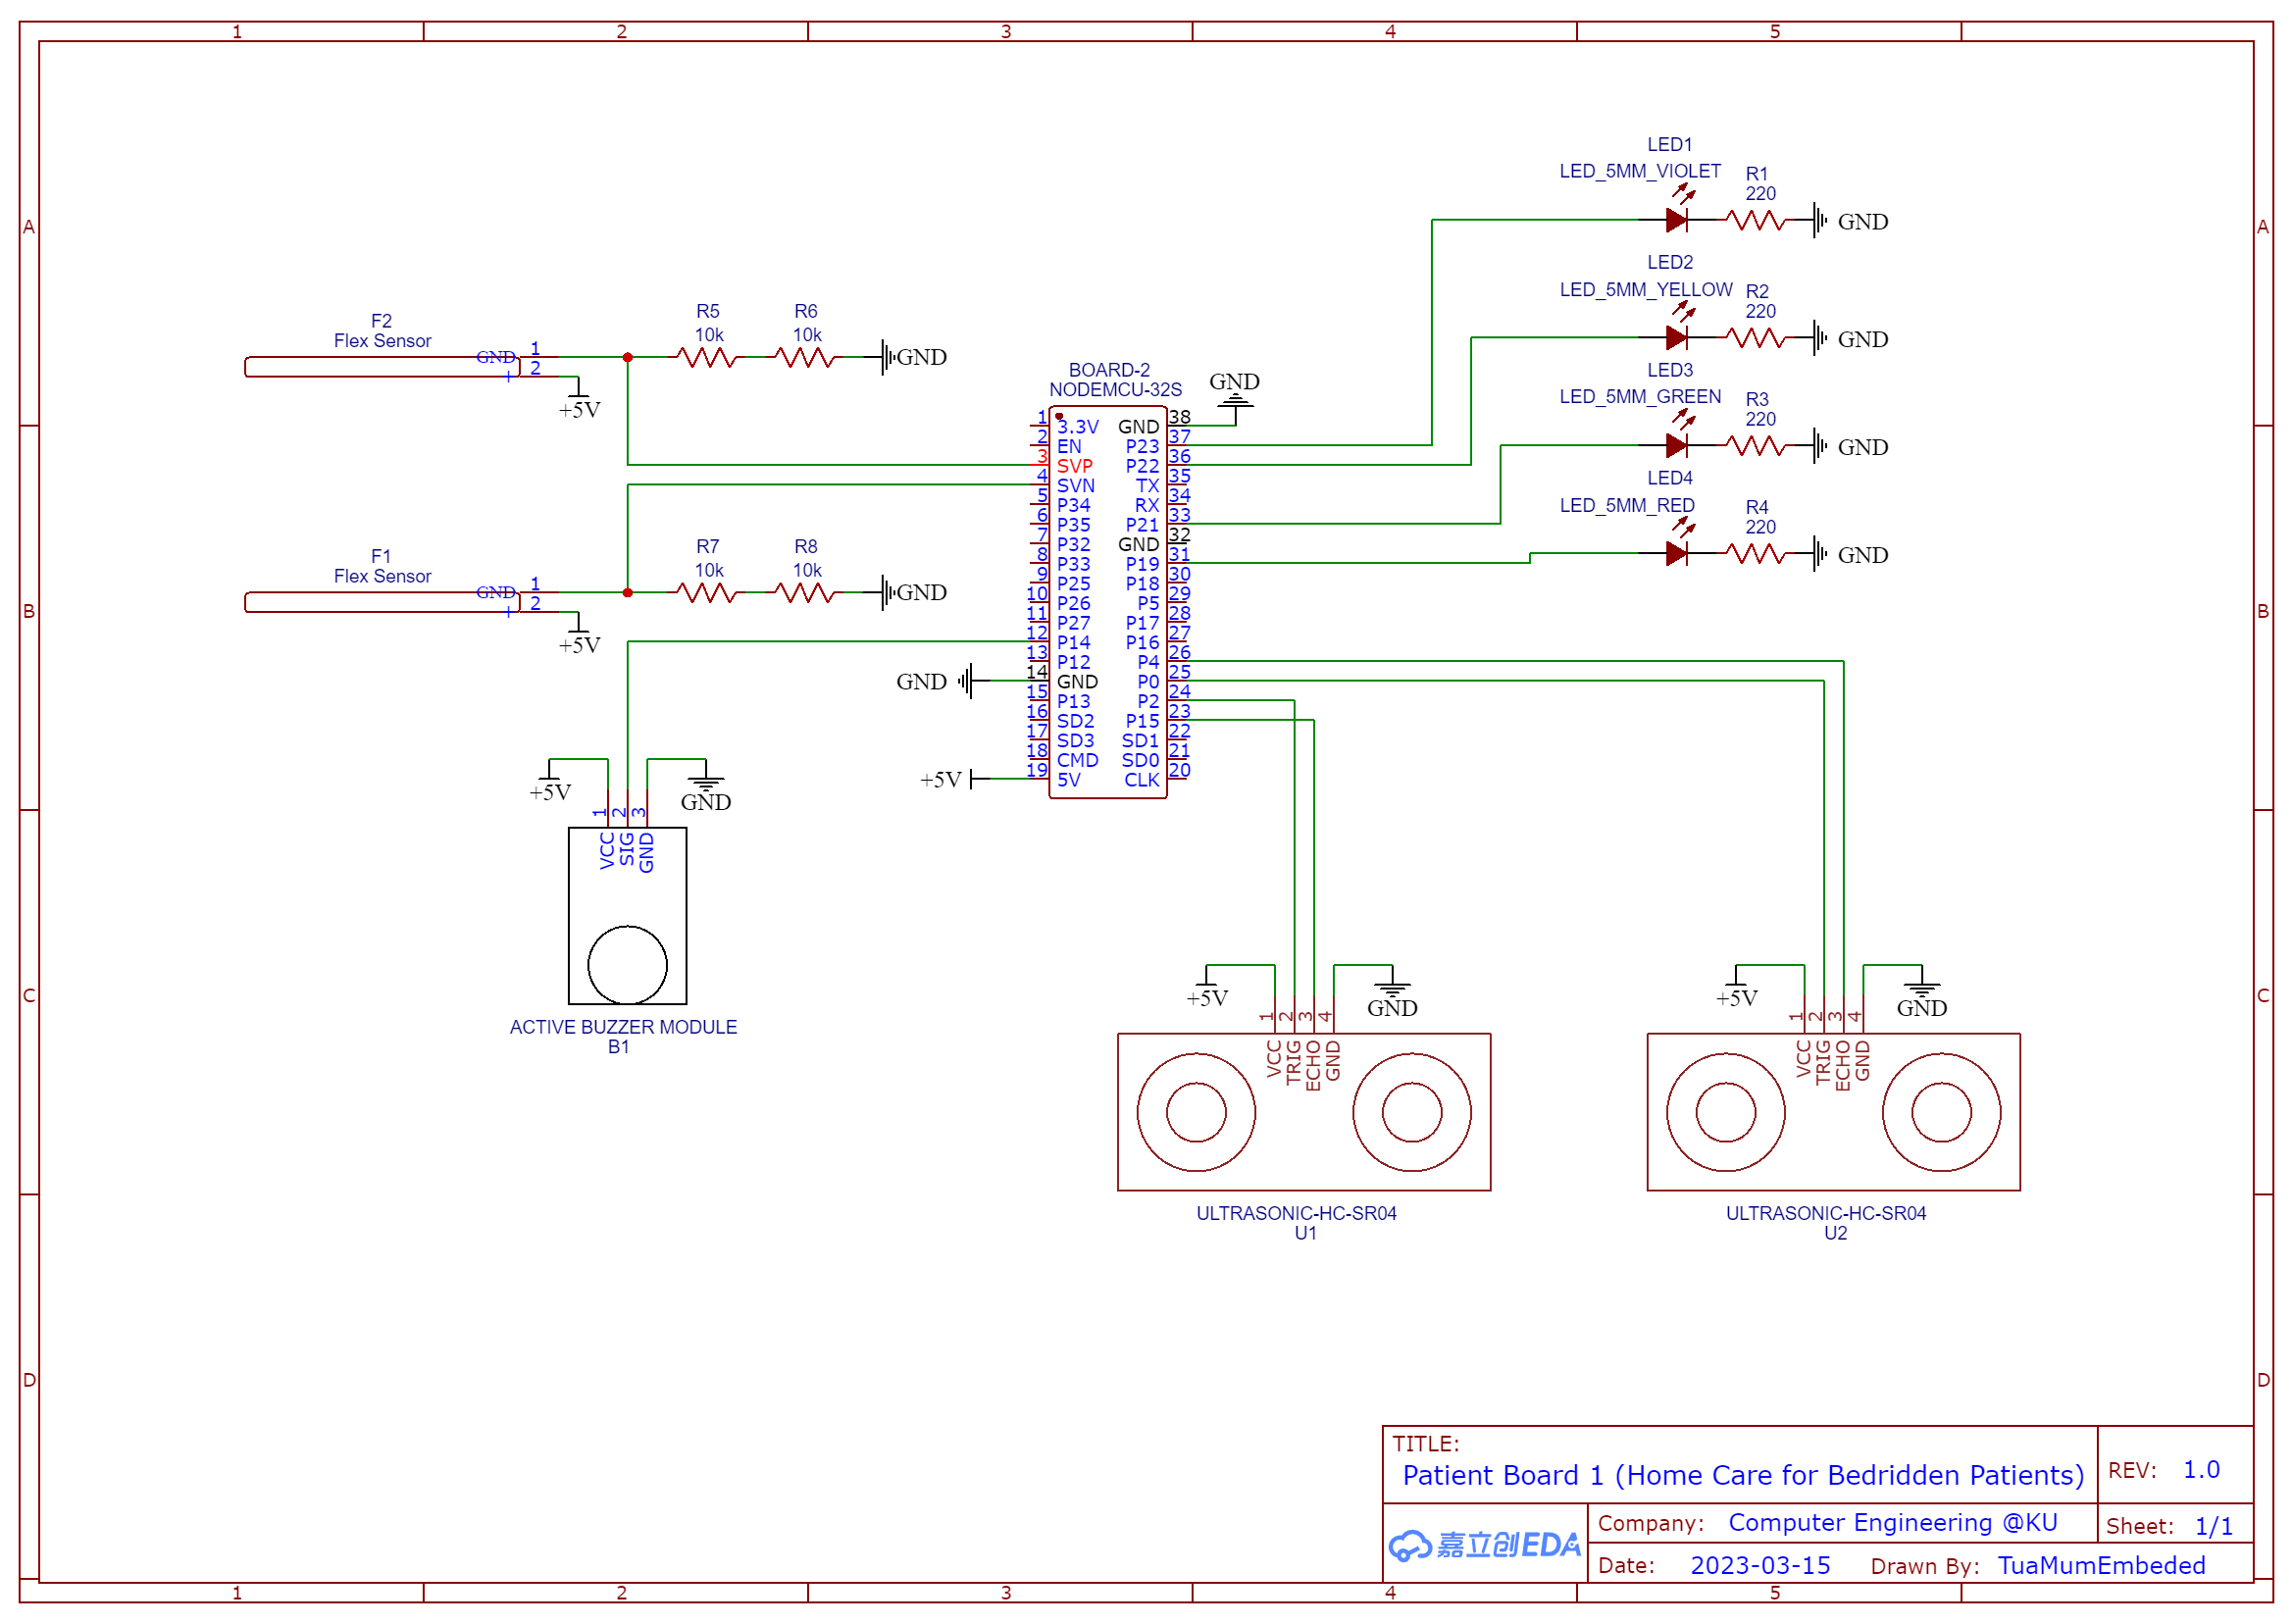 1 2 3 4 5
A A
B B
C C
D D
1 2 3 4 5
LED1
LED_5MM_VIOLET
R1
220
GND
LED2
LED_5MM_YELLOW
R2
220
GND
LED3
LED_5MM_GREEN
R3
220
GND
LED4
LED_5MM_RED
R4
220
GND
F2
Flex Sensor
GND 1
+ 2
+5V
R5
10k
R6
10k
GND
F1
Flex Sensor
GND 1
+ 2
+5V
R7
10k
R8
10k
GND
BOARD-2
NODEMCU-32S
GND
1 3.3V GND 38
2 EN P23 37
3 SVP P22 36
4 SVN TX 35
5 P34 RX 34
6 P35 P21 33
7 P32 GND 32
8 P33 P19 31
9 P25 P18 30
10 P26 P5 29
11 P27 P17 28
12 P14 P16 27
13 P12 P4 26
14 GND P0 25
15 P13 P2 24
16 SD2 P15 23
17 SD3 SD1 22
18 CMD SD0 21
19 5V CLK 20
GND
+5V
+5V
GND
1 2 3
VCC SIG GND
ACTIVE BUZZER MODULE
B1
+5V
GND
1 2 3 4
VCC TRIG ECHO GND
ULTRASONIC-HC-SR04
U1
+5V
GND
1 2 3 4
VCC TRIG ECHO GND
ULTRASONIC-HC-SR04
U2
TITLE:
Patient Board 1 (Home Care for Bedridden Patients)
REV: 1.0
嘉立创EDA
Company: Computer Engineering @KU
Sheet: 1/1
Date: 2023-03-15 Drawn By: TuaMumEmbeded